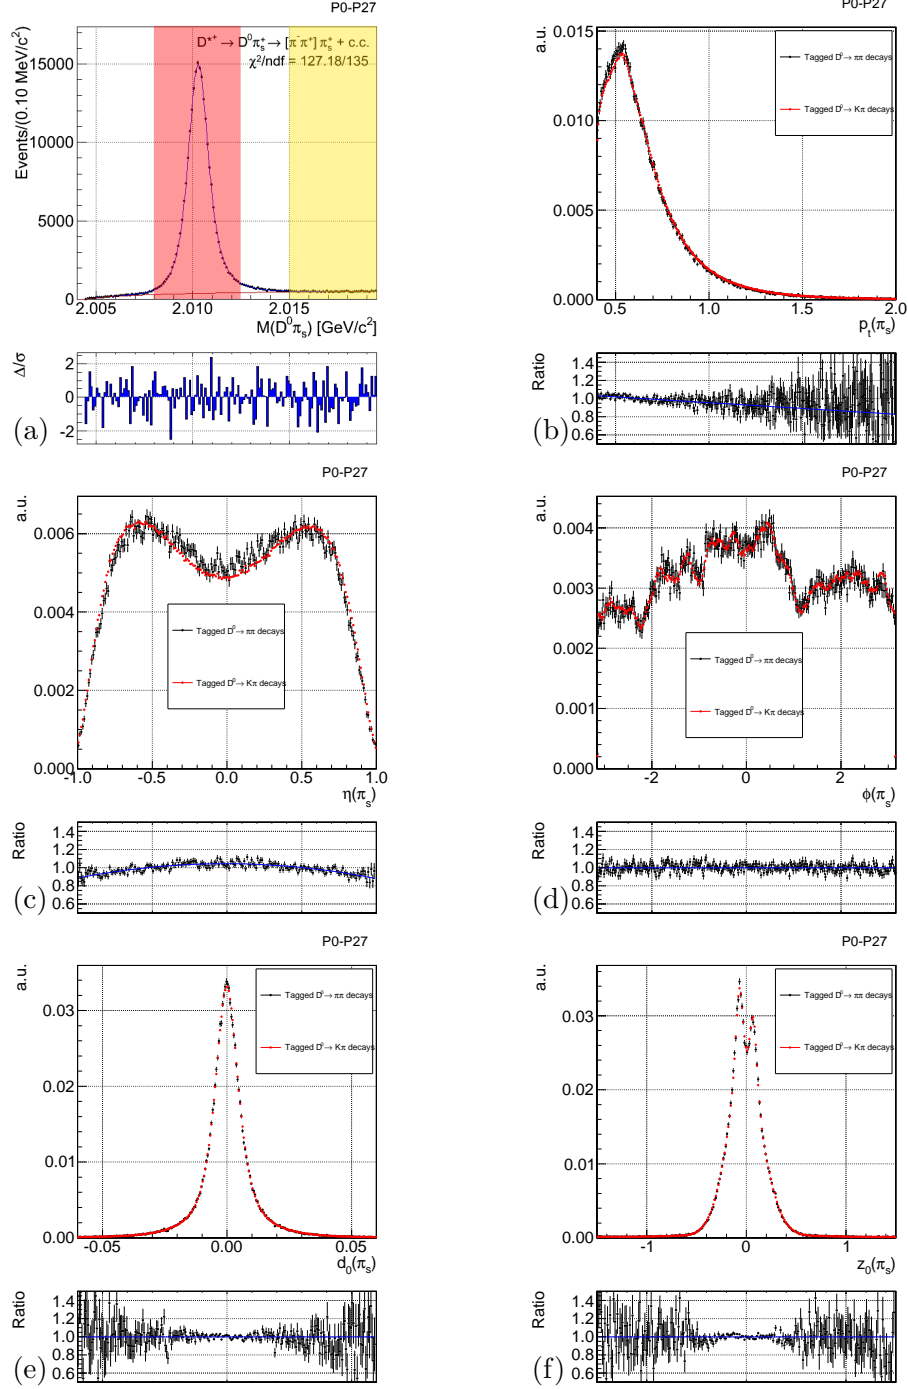 P0-P27
Events/(0.10 MeV/c²)
D*⁺ → D⁰π⁺ₛ → [π⁻π⁺] π⁺ₛ + c.c.
χ²/ndf = 127.18/135
15000
10000
5000
0
2.005 2.010 2.015
M(D⁰πₛ) [GeV/c²]
Δ/σ
2
0
-2
(a)
P0-P27
a.u.
Tagged D⁰→ ππ decays
Tagged D⁰→ Kπ decays
0.015
0.010
0.005
0.000
0.5 1.0 1.5 2.0
pₜ(πₛ)
Ratio
1.4
1.2
1.0
0.8
0.6
(b)
P0-P27
a.u.
0.006
0.004
0.002
0.000
Tagged D⁰→ ππ decays
Tagged D⁰→ Kπ decays
-1.0 -0.5 0.0 0.5 1.0
η(πₛ)
Ratio
1.4
1.2
1.0
0.8
0.6
(c)
P0-P27
a.u.
0.004
0.003
0.002
0.001
0.000
Tagged D⁰→ ππ decays
Tagged D⁰→ Kπ decays
-2 0 2
ϕ(πₛ)
Ratio
1.4
1.2
1.0
0.8
0.6
(d)
P0-P27
a.u.
Tagged D⁰→ ππ decays
Tagged D⁰→ Kπ decays
0.03
0.02
0.01
0.00
-0.05 0.00 0.05
d₀(πₛ)
Ratio
1.4
1.2
1.0
0.8
0.6
(e)
P0-P27
a.u.
Tagged D⁰→ ππ decays
Tagged D⁰→ Kπ decays
0.03
0.02
0.01
0.00
-1 0 1
z₀(πₛ)
Ratio
1.4
1.2
1.0
0.8
0.6
(f)